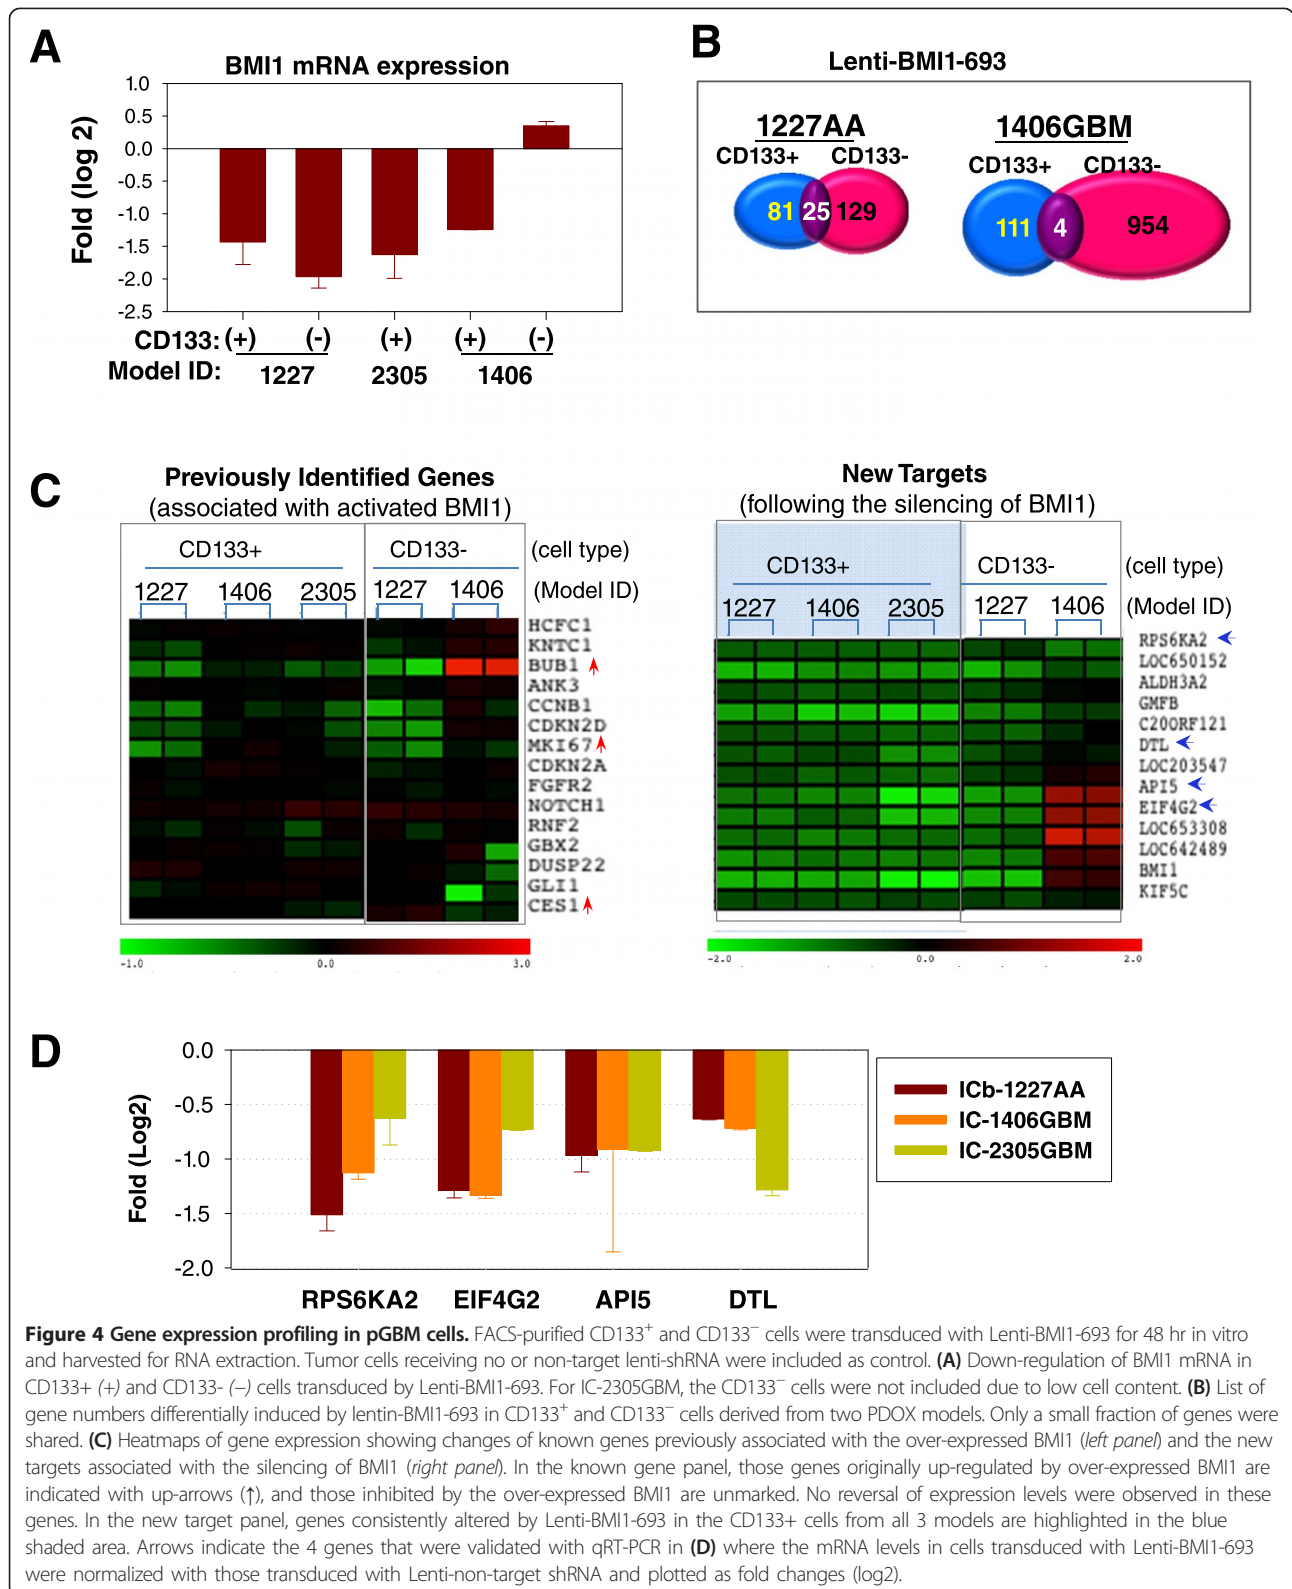 A
BMI1 mRNA expression
Fold (log 2)
1.0
0.5
0.0
-0.5
-1.0
-1.5
-2.0
-2.5
CD133: (+) (-) (+) (+) (-)
Model ID: 1227 2305 1406
B
Lenti-BMI1-693
1227AA 1406GBM
CD133+ CD133- CD133+ CD133-
81 25 129 111 4 954
C
Previously Identified Genes
(associated with activated BMI1)
CD133+ CD133- (cell type)
1227 1406 2305 1227 1406 (Model ID)
HCFC1
KNTC1
BUB1
ANK3
CCNB1
CDKN2D
MKI67
CDKN2A
FGFR2
NOTCH1
RNF2
GBX2
DUSP22
GLI1
CES1
-1.0 0.0 3.0
New Targets
(following the silencing of BMI1)
CD133+ CD133- (cell type)
1227 1406 2305 1227 1406 (Model ID)
RPS6KA2
LOC650152
ALDH3A2
GMFB
C20ORF121
DTL
LOC203547
API5
EIF4G2
LOC653308
LOC642489
BMI1
KIF5C
-2.0 0.0 2.0
D
Fold (Log2)
0.0
-0.5
-1.0
-1.5
-2.0
RPS6KA2 EIF4G2 API5 DTL
ICb-1227AA
IC-1406GBM
IC-2305GBM
Figure 4 Gene expression profiling in pGBM cells. FACS-purified CD133⁺ and CD133⁻ cells were transduced with Lenti-BMI1-693 for 48 hr in vitro
and harvested for RNA extraction. Tumor cells receiving no or non-target lenti-shRNA were included as control. (A) Down-regulation of BMI1 mRNA in
CD133+ (+) and CD133- (−) cells transduced by Lenti-BMI1-693. For IC-2305GBM, the CD133⁻ cells were not included due to low cell content. (B) List of
gene numbers differentially induced by lentin-BMI1-693 in CD133⁺ and CD133⁻ cells derived from two PDOX models. Only a small fraction of genes were
shared. (C) Heatmaps of gene expression showing changes of known genes previously associated with the over-expressed BMI1 (left panel) and the new
targets associated with the silencing of BMI1 (right panel). In the known gene panel, those genes originally up-regulated by over-expressed BMI1 are
indicated with up-arrows (↑), and those inhibited by the over-expressed BMI1 are unmarked. No reversal of expression levels were observed in these
genes. In the new target panel, genes consistently altered by Lenti-BMI1-693 in the CD133+ cells from all 3 models are highlighted in the blue
shaded area. Arrows indicate the 4 genes that were validated with qRT-PCR in (D) where the mRNA levels in cells transduced with Lenti-BMI1-693
were normalized with those transduced with Lenti-non-target shRNA and plotted as fold changes (log2).